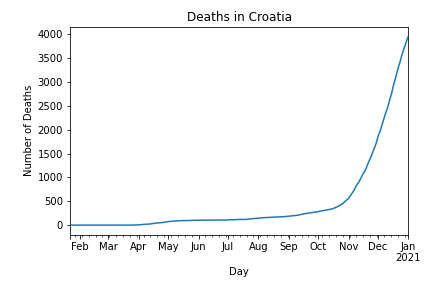 Deaths in Croatia
Number of Deaths
4000
3500
3000
2500
2000
1500
1000
500
0
Feb Mar Apr May Jun Jul Aug Sep Oct Nov Dec Jan
2021
Day